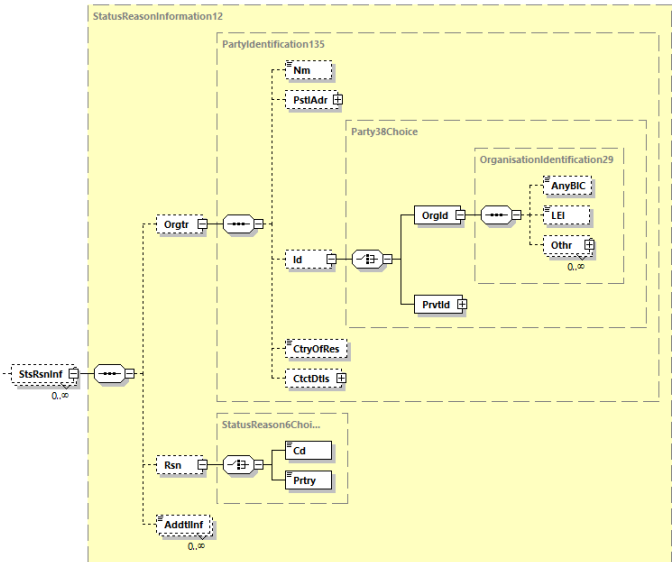 StatusReasonInformation12
PartyIdentification135
Nm
PstlAdr
Party38Choice
OrganisationIdentification29
AnyBIC
OrgId
LEI
Orgtr
Othr
0..∞
Id
PrvtId
CtryOfRes
StsRsnInf
CtctDtls
0..∞
StatusReason6Choi...
Cd
Rsn
Prtry
AddtlInf
0..∞